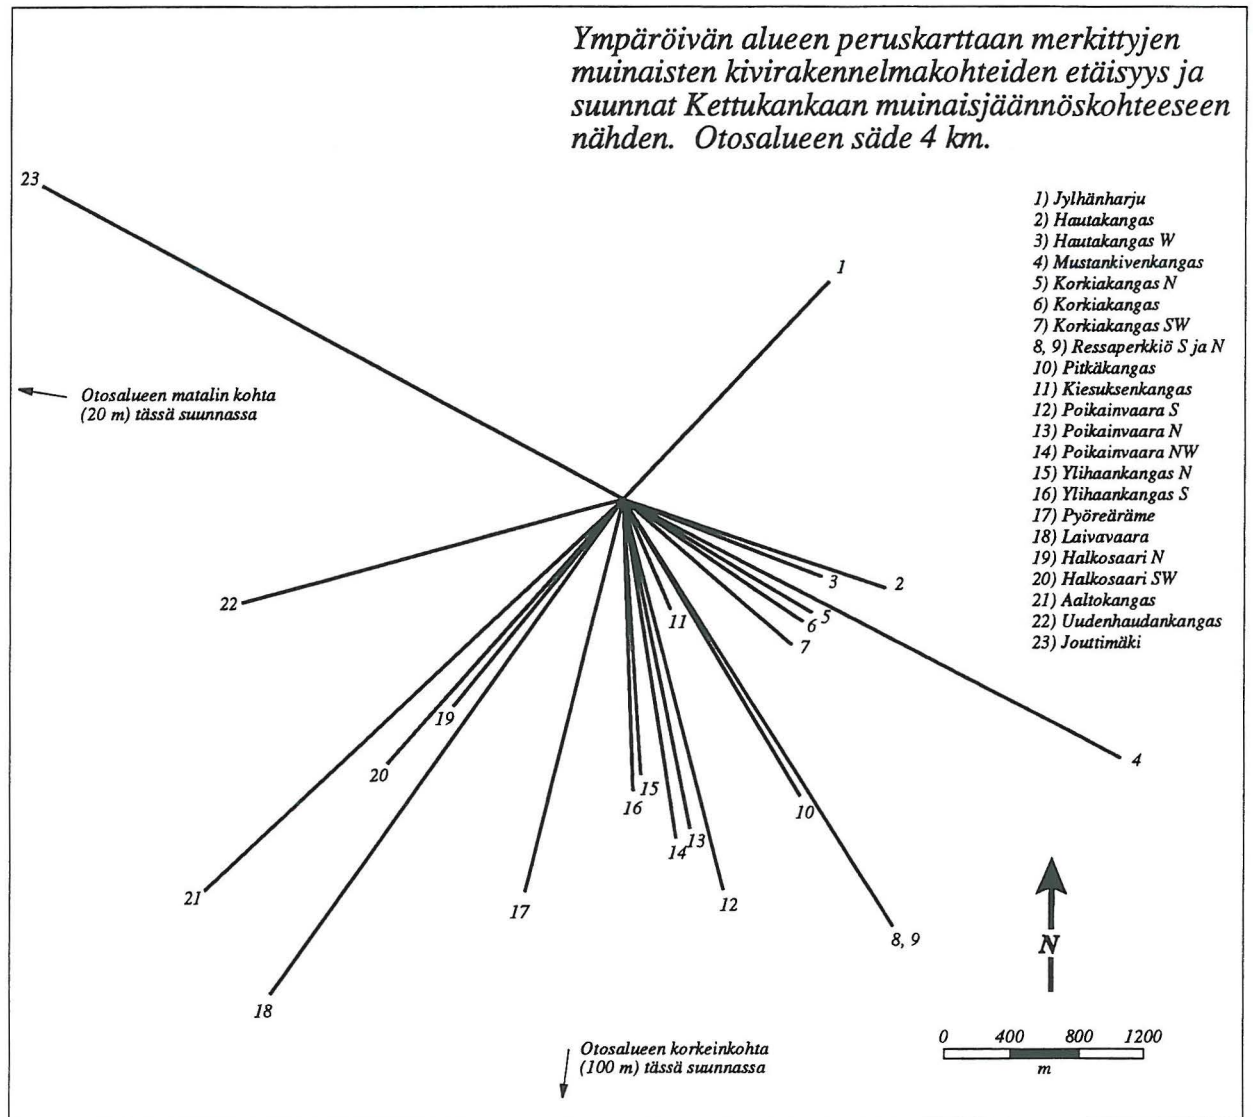 Ympäröivän alueen peruskarttaan merkittyjen
muinaisten kivirakennelmakohteiden etäisyys ja
suunnat Kettukankaan muinaisjäännöskohteeseen
nähden. Otosalueen säde 4 km.
23
1
1) Jylhänharju
2) Hautakangas
3) Hautakangas W
4) Mustankivenkangas
5) Korkiakangas N
6) Korkiakangas
7) Korkiakangas SW
8, 9) Ressaperkkiö S ja N
10) Pitkäkangas
11) Kiesuksenkangas
12) Poikainvaara S
13) Poikainvaara N
14) Poikainvaara NW
15) Ylihaankangas N
16) Ylihaankangas S
17) Pyöreäräme
18) Laivavaara
19) Halkosaari N
20) Halkosaari SW
21) Aaltokangas
22) Uudenhaudankangas
23) Jouttimäki
Otosalueen matalin kohta
(20 m) tässä suunnassa
3
2
22
11
5
6
7
19
4
20
15
16
10
13
14
21
17
12
8, 9
N
18
Otosalueen korkeinkohta
(100 m) tässä suunnassa
0 400 800 1200
m